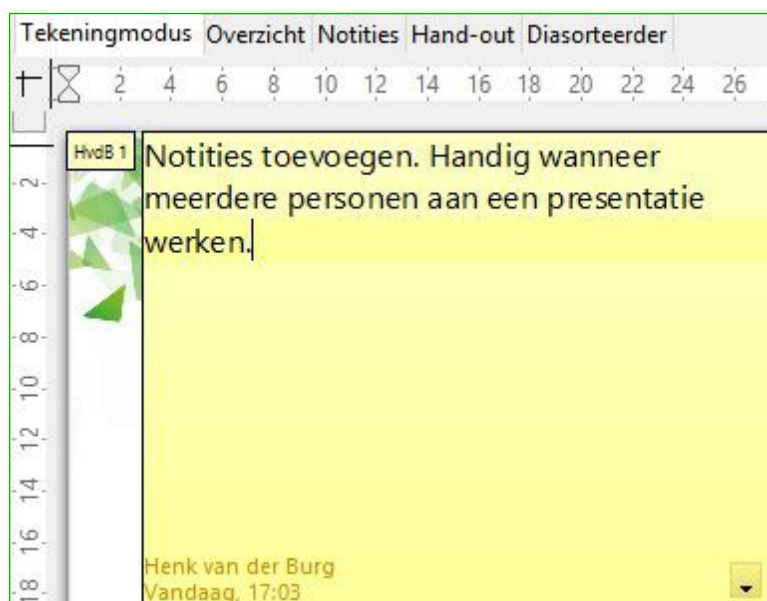 Tekeningmodus Overzicht Notities Hand-out Diasorteerder
2 4 6 8 10 12 14 16 18 20 22 24 26
HvdB 1
Notities toevoegen. Handig wanneer
meerdere personen aan een presentatie
werken.
2
4
6
8
10
12
14
16
18
Henk van der Burg
Vandaag, 17:03